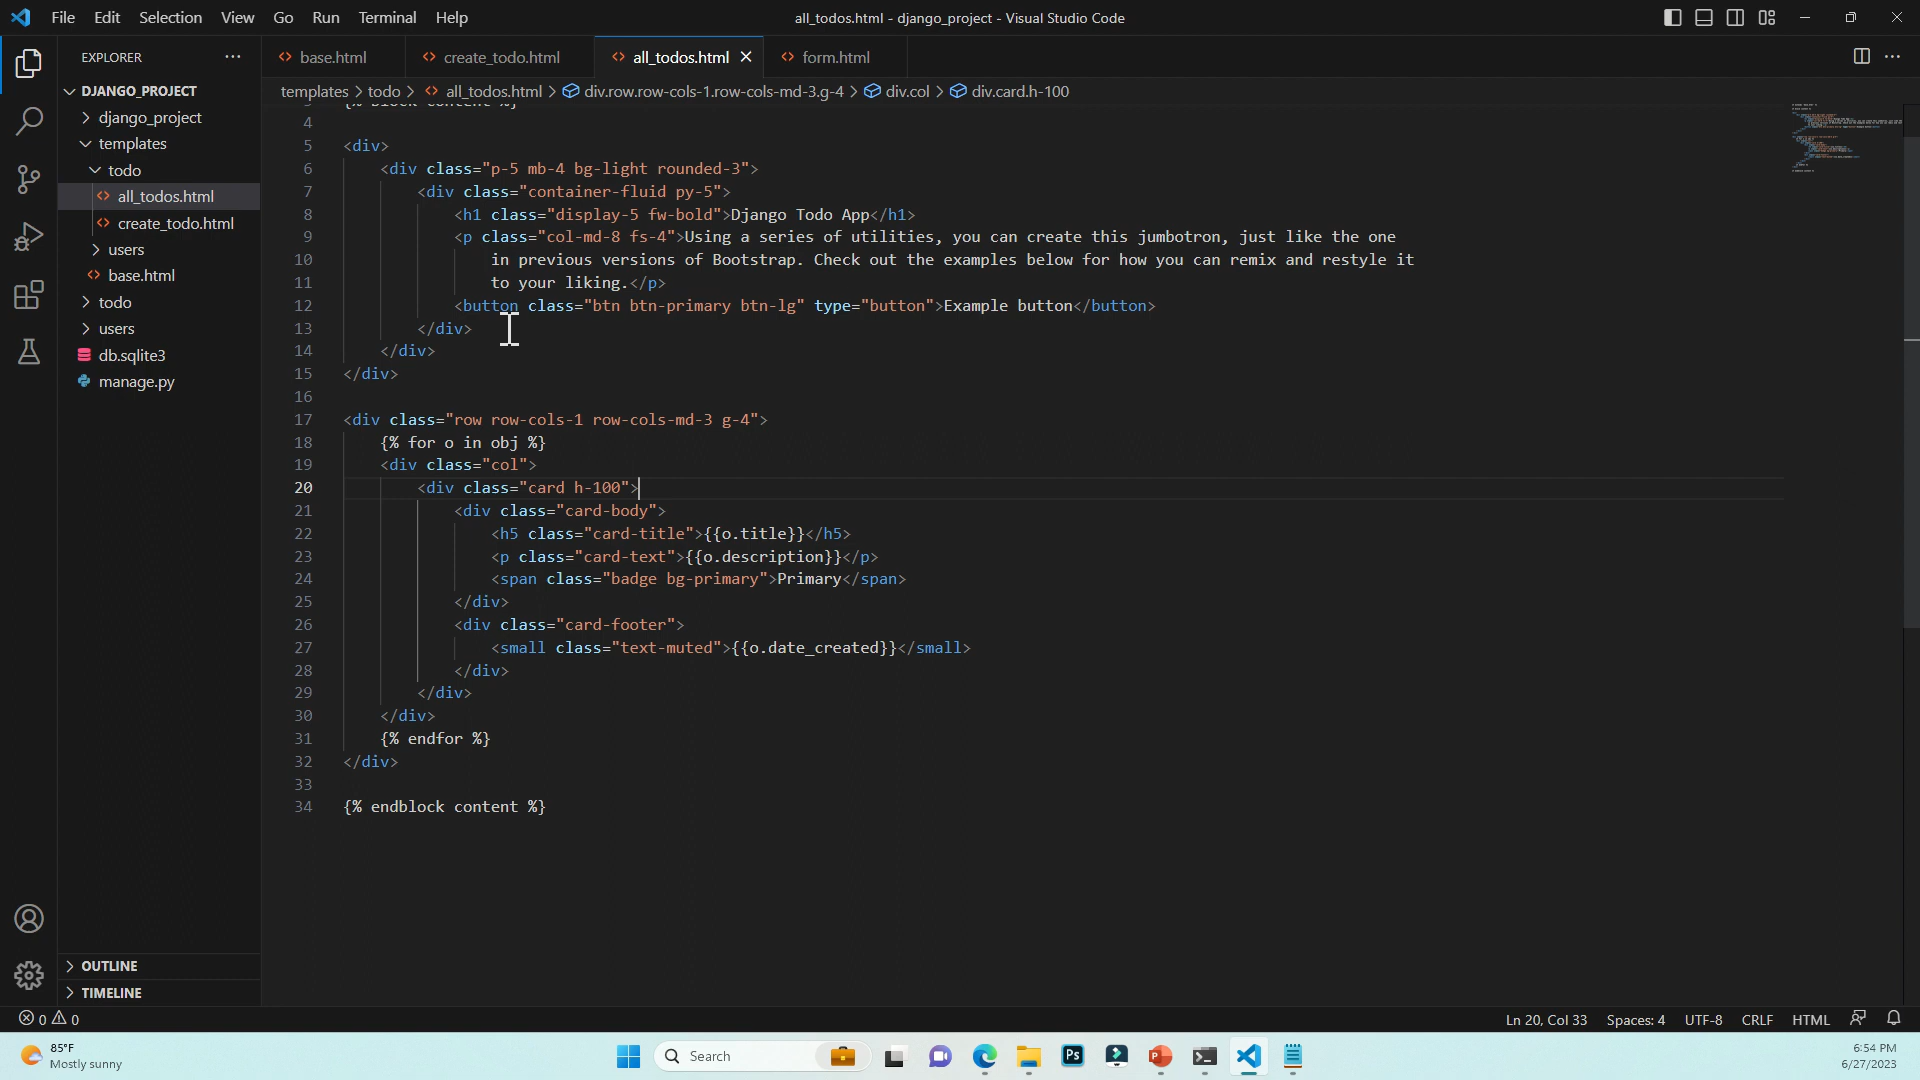 File Edit Selection View Go Run Terminal Help
all_todos.html - django_project - Visual Studio Code
EXPLORER
DJANGO_PROJECT
django_project
templates
todo
all_todos.html
create_todo.html
users
base.html
todo
users
db.sqlite3
manage.py
OUTLINE
TIMELINE
base.html create_todo.html all_todos.html form.html
templates > todo > all_todos.html > div.row.row-cols-1.row-cols-md-3.g-4 > div.col > div.card.h-100
3 {% block content %}
4
5 <div>
6 <div class="p-5 mb-4 bg-light rounded-3">
7 <div class="container-fluid py-5">
8 <h1 class="display-5 fw-bold">Django Todo App</h1>
9 <p class="col-md-8 fs-4">Using a series of utilities, you can create this jumbotron, just like the one
10 in previous versions of Bootstrap. Check out the examples below for how you can remix and restyle it
11 to your liking.</p>
12 <button class="btn btn-primary btn-lg" type="button">Example button</button>
13 </div>
14 </div>
15 </div>
16
17 <div class="row row-cols-1 row-cols-md-3 g-4">
18 {% for o in obj %}
19 <div class="col">
20 <div class="card h-100">
21 <div class="card-body">
22 <h5 class="card-title">{{o.title}}</h5>
23 <p class="card-text">{{o.description}}</p>
24 <span class="badge bg-primary">Primary</span>
25 </div>
26 <div class="card-footer">
27 <small class="text-muted">{{o.date_created}}</small>
28 </div>
29 </div>
30 </div>
31 {% endfor %}
32 </div>
33
34 {% endblock content %}
0 0
Ln 20, Col 33 Spaces: 4 UTF-8 CRLF HTML
85°F
Mostly sunny
Search
Ps
6:54 PM
6/27/2023